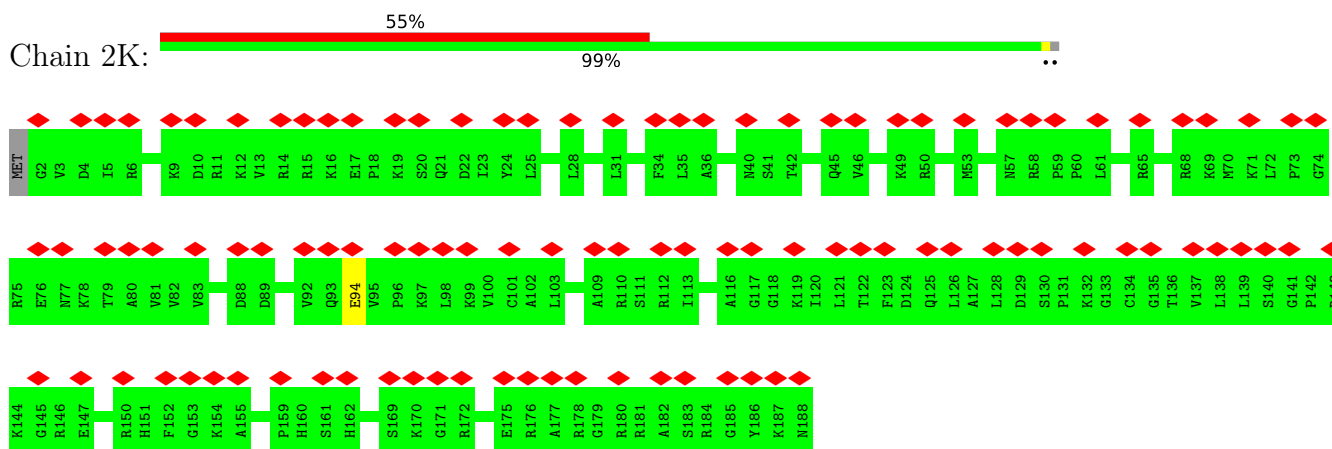 55%
Chain 2K:
99%
••
MET G2 V3 D4 I5 R6 K9 D10 R11 K12 V13 R14 R15 K16 E17 P18 K19 S20 Q21 D22 I23 Y24 L25 L28 L31 F34 L35 A36 N40 S41 T42 Q45 V46 K49 R50 M53 N57 R58 P59 P60 L61 R65 R68 K69 M70 K71 L72 P73 G74
R75 E76 N77 K78 T79 A80 V81 V82 V83 D88 D89 V92 Q93 E94 V95 P96 K97 L98 K99 V100 C101 A102 L103 A109 R110 S111 R112 I113 A116 G117 G118 K119 I120 L121 T122 F123 D124 Q125 L126 A127 L128 D129 S130 P131 K132 G133 C134 G135 T136 V137 L138 L139 S140 G141 P142
K144 G145 R146 E147 R150 H151 F152 G153 K154 A155 P159 H160 S161 H162 S169 K170 G171 R172 E175 R176 A177 R178 G179 R180 R181 A182 S183 R184 G185 Y186 K187 N188